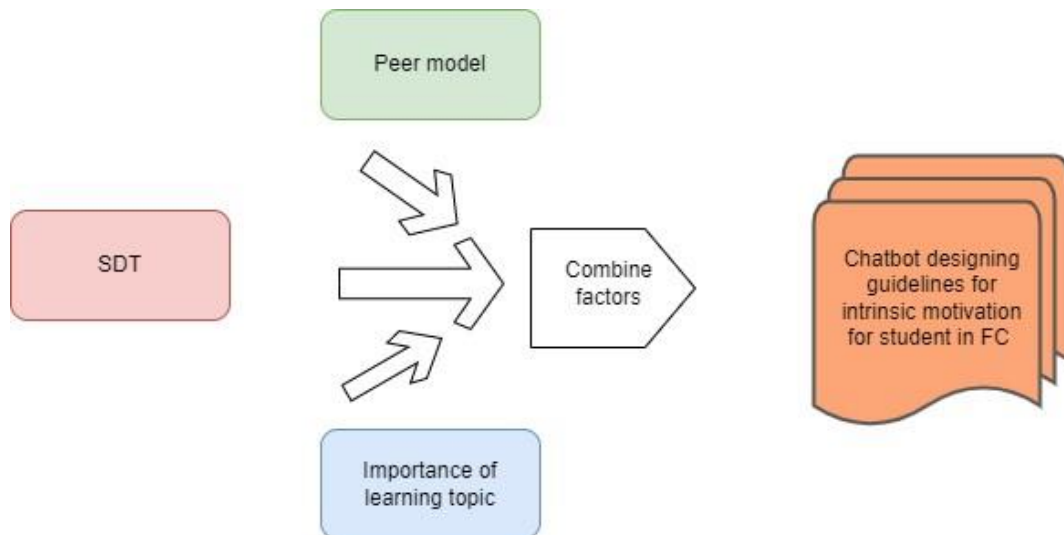 Peer model
SDT
Combine
factors
Chatbot designing
guidelines for
intrinsic motivation
for student in FC
Importance of
learning topic